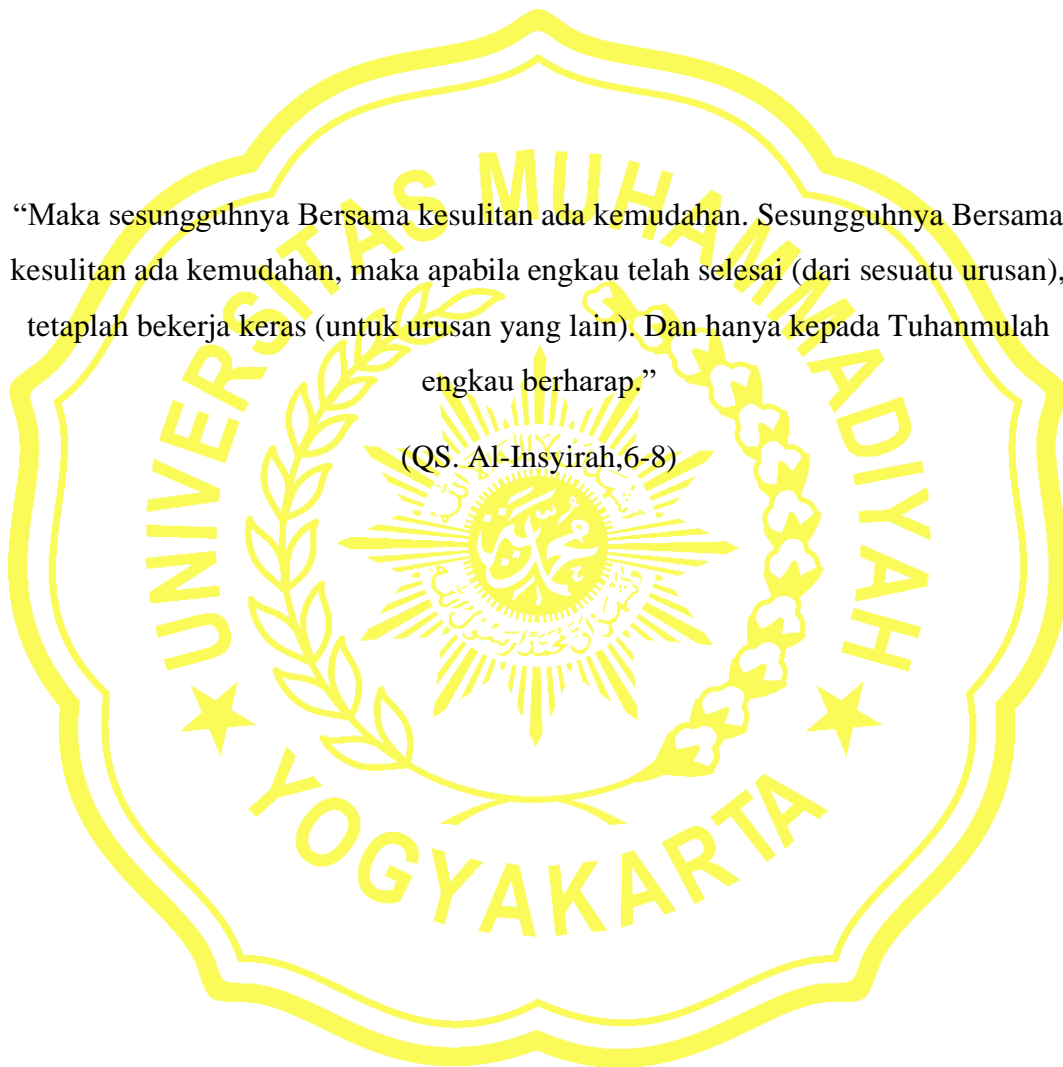 “Maka sesungguhnya Bersama kesulitan ada kemudahan. Sesungguhnya Bersama
kesulitan ada kemudahan, maka apabila engkau telah selesai (dari sesuatu urusan),
tetaplah bekerja keras (untuk urusan yang lain). Dan hanya kepada Tuhanmulah
engkau berharap.”
(QS. Al-Insyirah,6-8)
UNIVERSITAS MUHAMMADIYAH
YOGYAKARTA